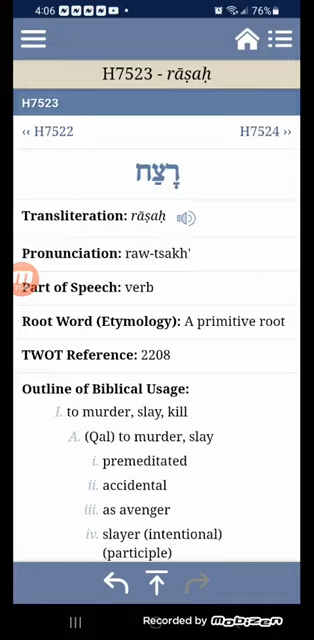 4:06 76%
H7523 - rāṣaḥ
H7523
‹‹ H7522 H7524 ››
רָצַח
Transliteration: rāṣaḥ
Pronunciation: raw-tsakh'
Part of Speech: verb
Root Word (Etymology): A primitive root
TWOT Reference: 2208
Outline of Biblical Usage:
I. to murder, slay, kill
A. (Qal) to murder, slay
i. premeditated
ii. accidental
iii. as avenger
iv. slayer (intentional)
(participle)
Recorded by mobizen